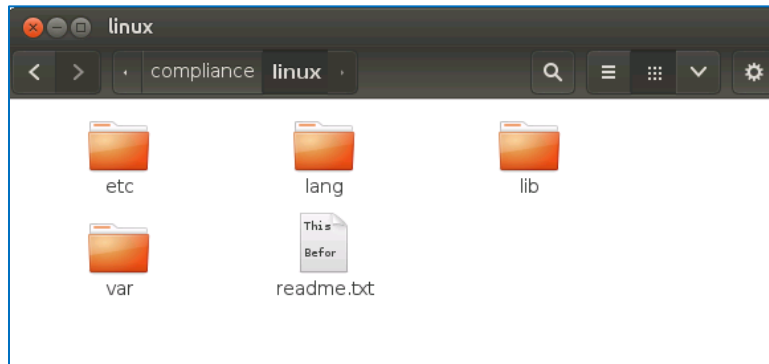 linux
compliance linux
etc lang lib
This
Befor
var readme.txt